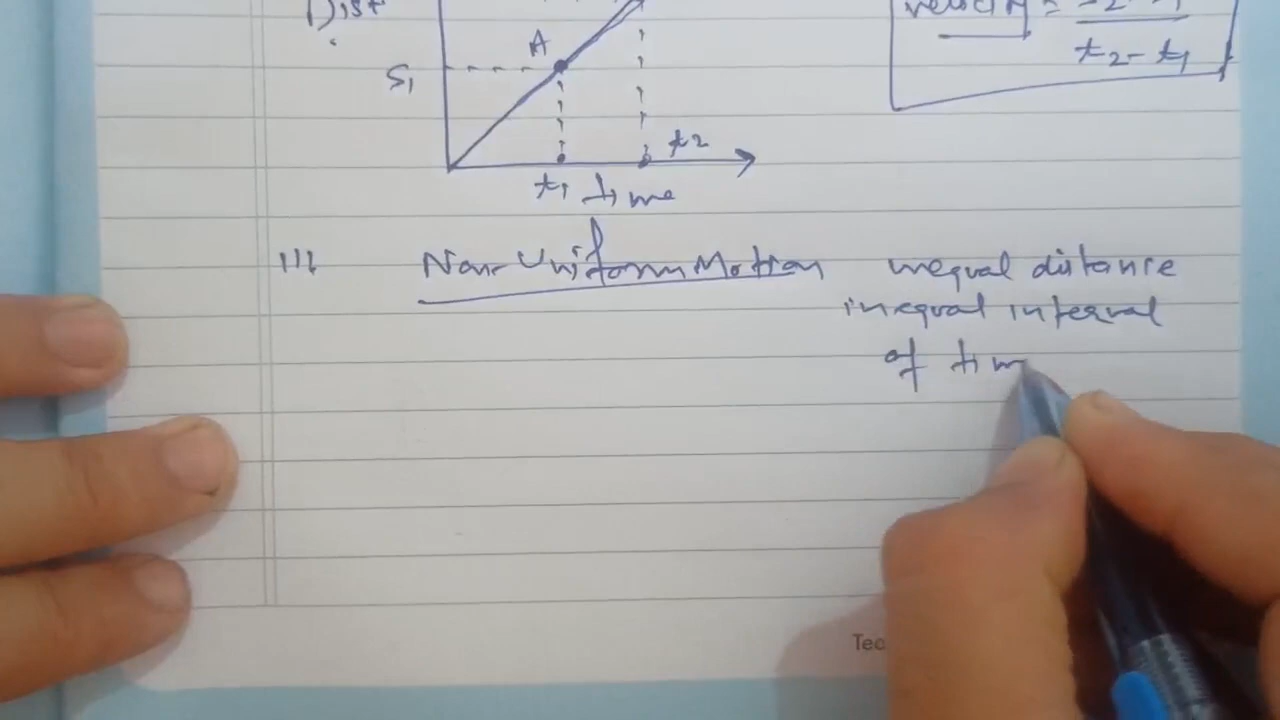 Dist
velocity =
t2 - t1
A
S1
t2
t1 time
III Non-Uniform Motion unequal distance
inequal interval
of tim
Tec